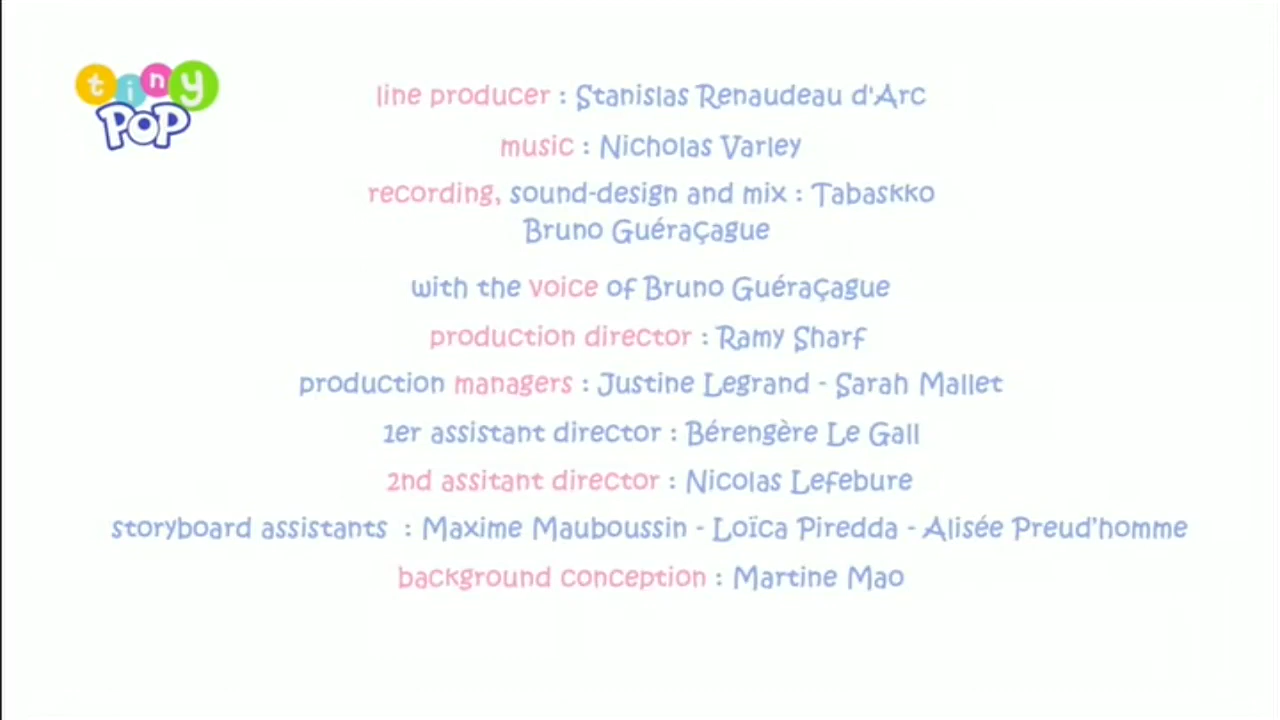 tiny
POP
line producer : Stanislas Renaudeau d'Arc
music : Nicholas Varley
recording, sound-design and mix : Tabaskko
Bruno Guéraçague
with the voice of Bruno Guéraçague
production director : Ramy Sharf
production managers : Justine Legrand - Sarah Mallet
1er assistant director : Bérengère Le Gall
2nd assitant director : Nicolas Lefebure
storyboard assistants : Maxime Mauboussin - Loïca Piredda - Alisée Preud'homme
background conception : Martine Mao